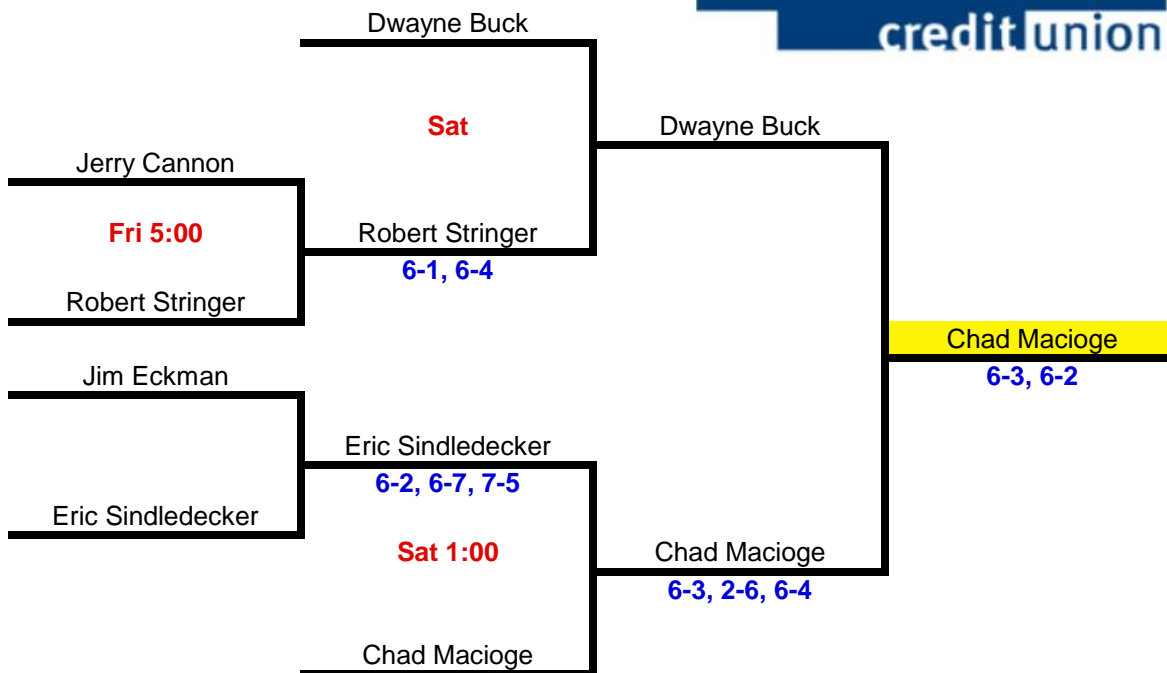 credit union
Dwayne Buck
Sat
Dwayne Buck
Jerry Cannon
Fri 5:00
Robert Stringer
6-1, 6-4
Robert Stringer
Chad Macioge
6-3, 6-2
Jim Eckman
Eric Sindledecker
6-2, 6-7, 7-5
Eric Sindledecker
Sat 1:00
Chad Macioge
6-3, 2-6, 6-4
Chad Macioge